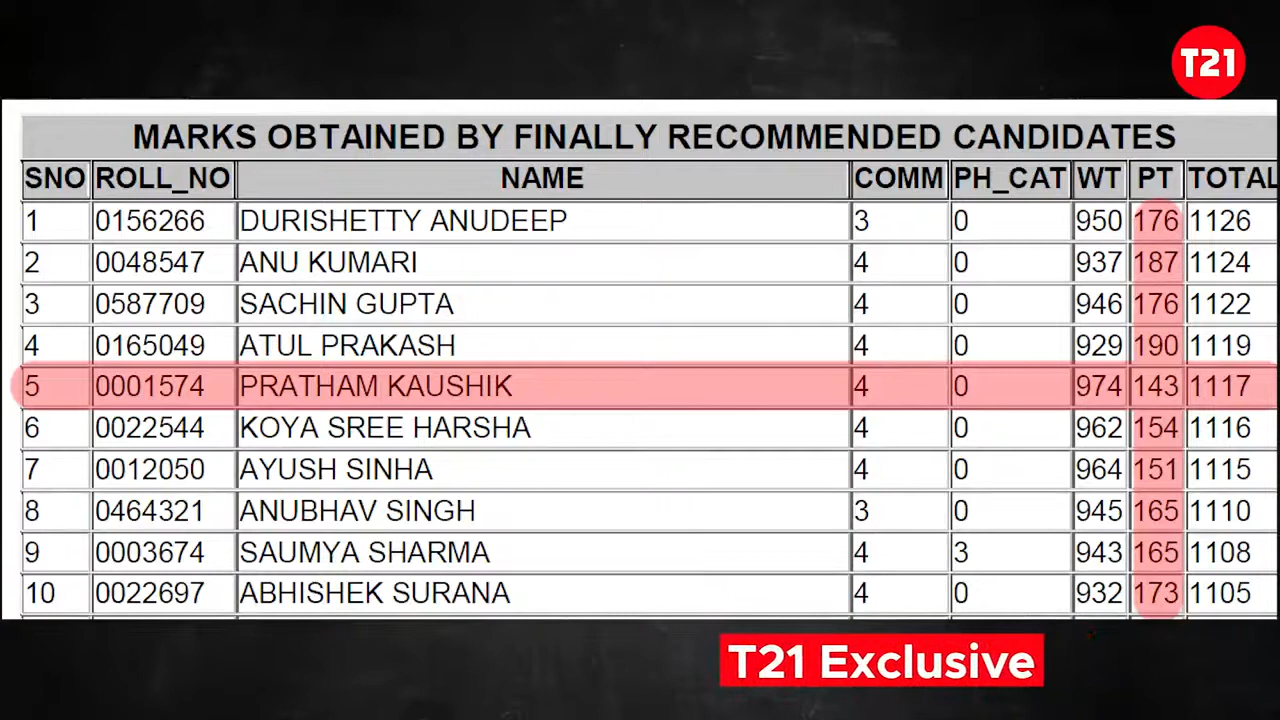 T21
MARKS OBTAINED BY FINALLY RECOMMENDED CANDIDATES
SNO ROLL_NO NAME COMM PH_CAT WT PT TOTAL
1 0156266 DURISHETTY ANUDEEP 3 0 950 176 1126
2 0048547 ANU KUMARI 4 0 937 187 1124
3 0587709 SACHIN GUPTA 4 0 946 176 1122
4 0165049 ATUL PRAKASH 4 0 929 190 1119
5 0001574 PRATHAM KAUSHIK 4 0 974 143 1117
6 0022544 KOYA SREE HARSHA 4 0 962 154 1116
7 0012050 AYUSH SINHA 4 0 964 151 1115
8 0464321 ANUBHAV SINGH 3 0 945 165 1110
9 0003674 SAUMYA SHARMA 4 3 943 165 1108
10 0022697 ABHISHEK SURANA 4 0 932 173 1105
T21 Exclusive